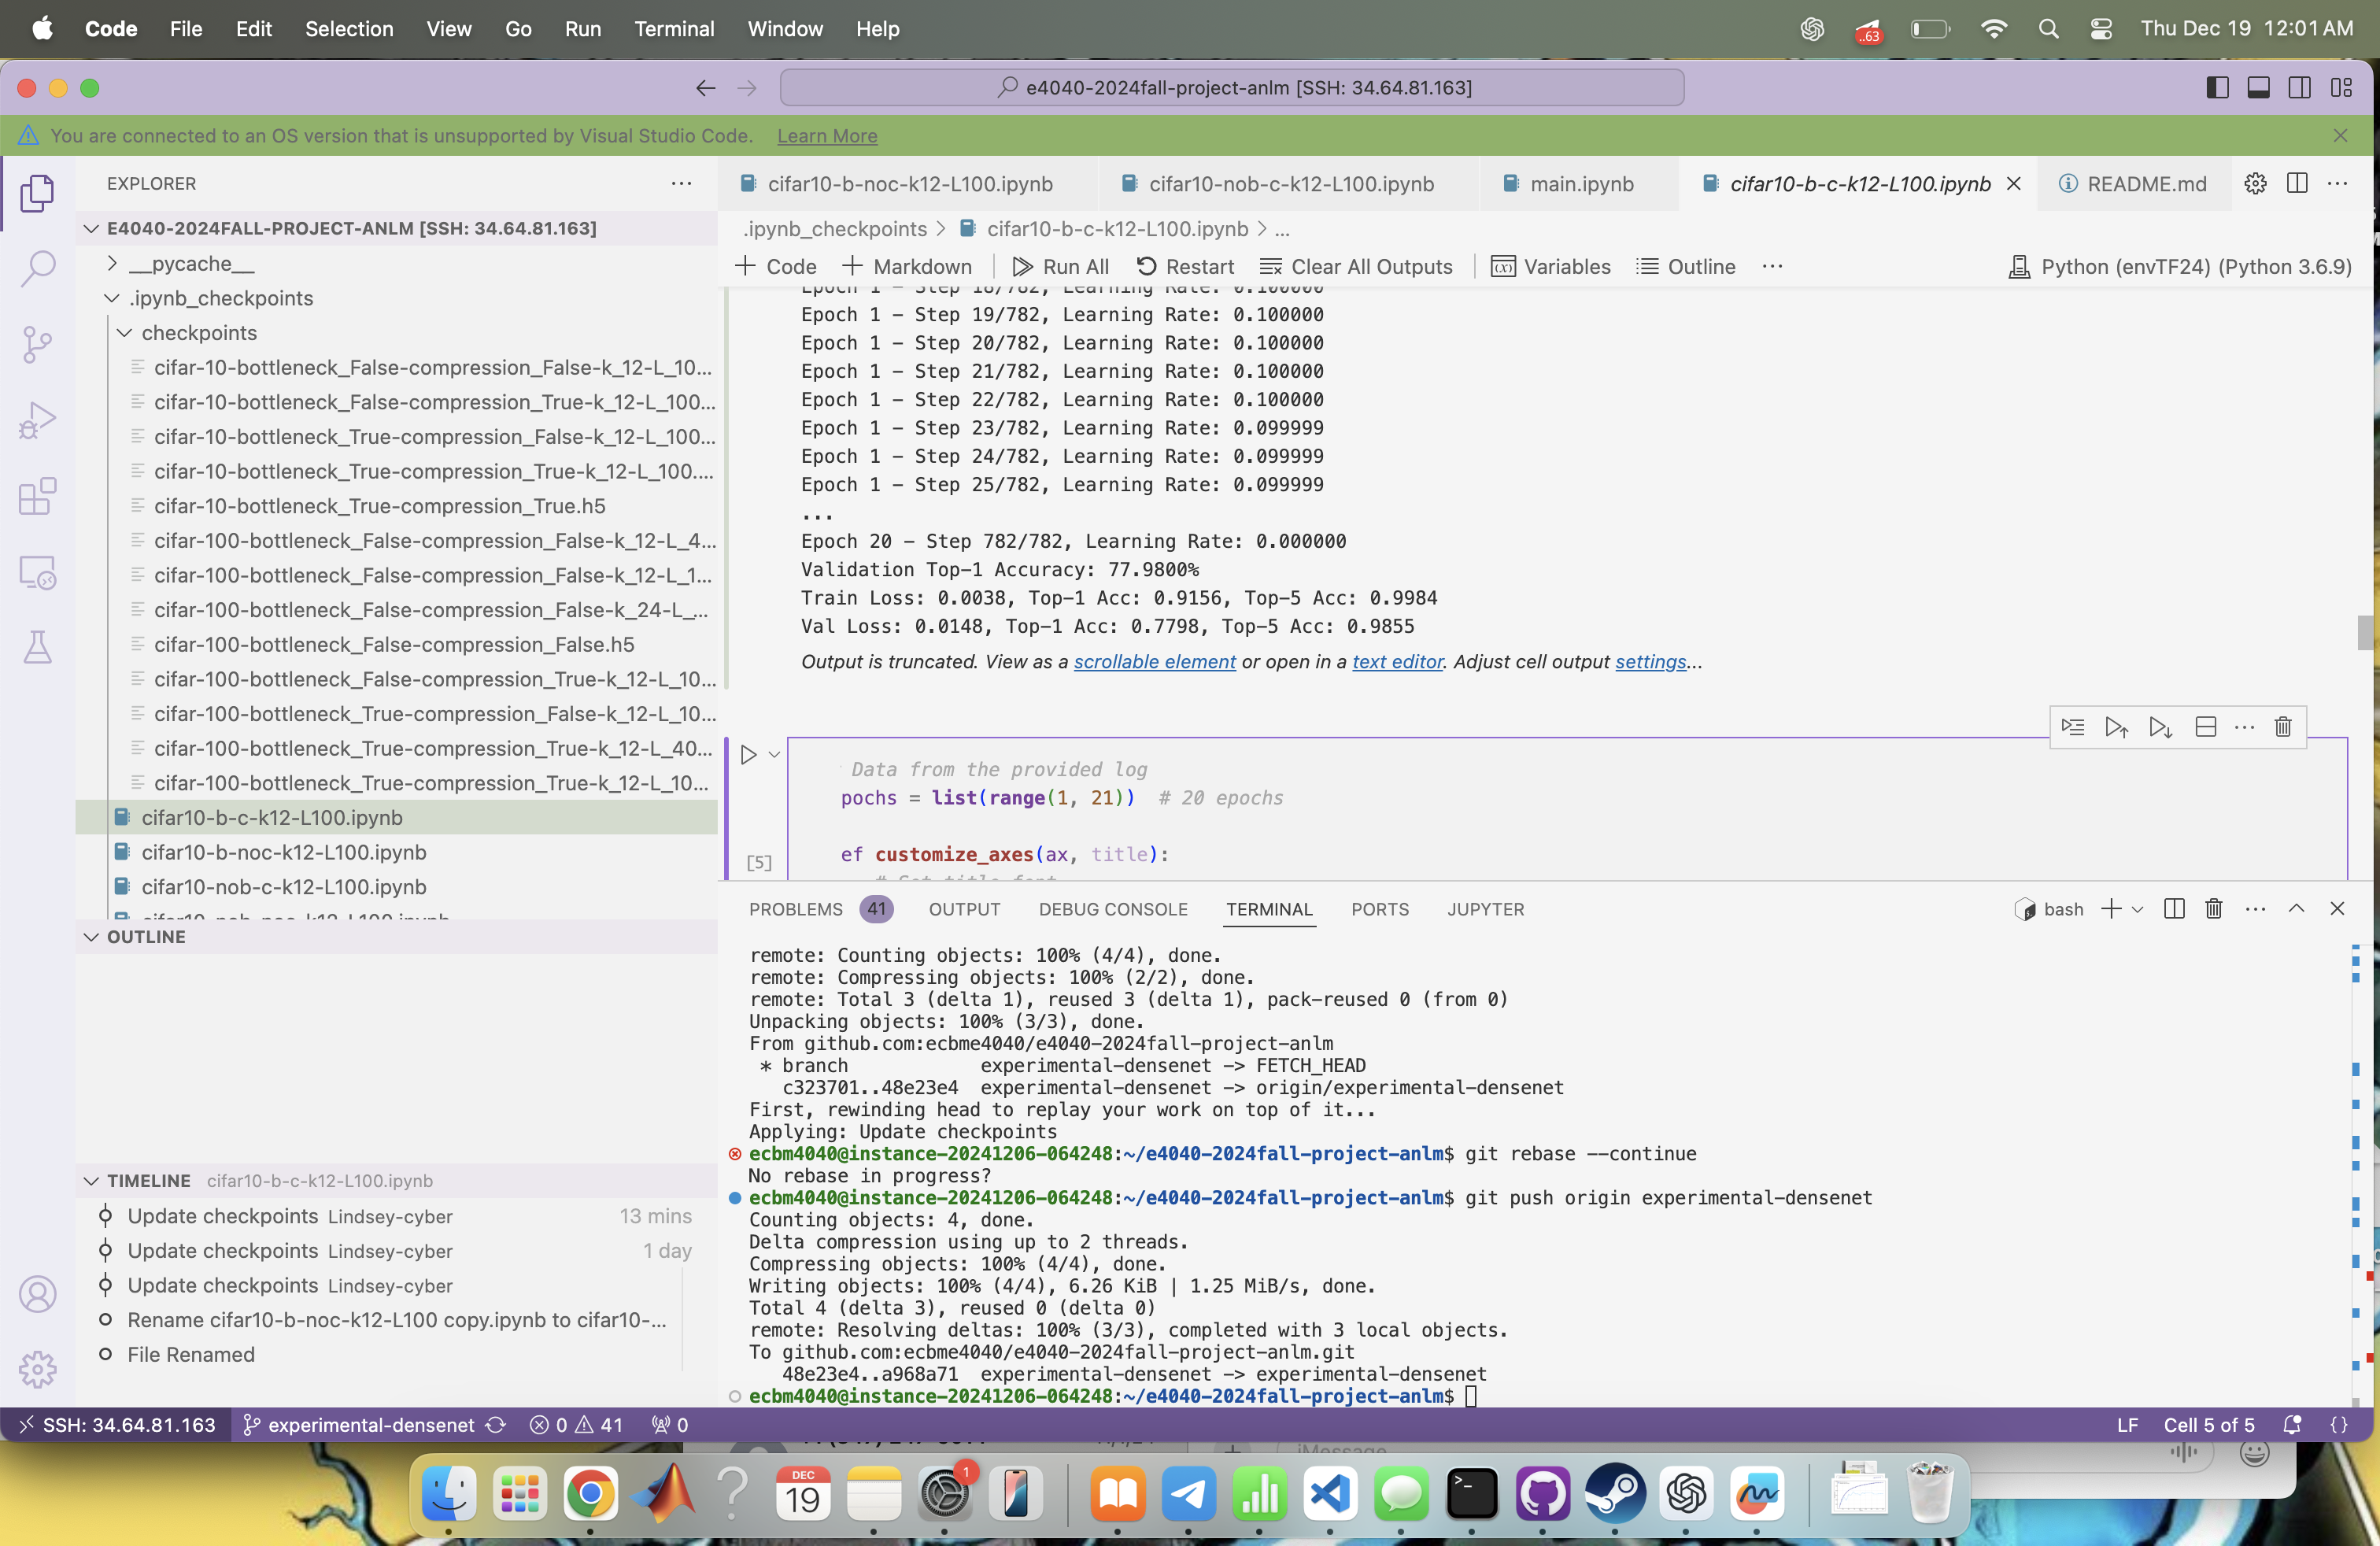 Code File Edit Selection View Go Run Terminal Window Help ..63 Thu Dec 19 12:01 AM
e4040-2024fall-project-anlm [SSH: 34.64.81.163]
You are connected to an OS version that is unsupported by Visual Studio Code. Learn More
EXPLORER
E4040-2024FALL-PROJECT-ANLM [SSH: 34.64.81.163]
__pycache__
.ipynb_checkpoints
checkpoints
cifar-10-bottleneck_False-compression_False-k_12-L_10...
cifar-10-bottleneck_False-compression_True-k_12-L_100...
cifar-10-bottleneck_True-compression_False-k_12-L_100...
cifar-10-bottleneck_True-compression_True-k_12-L_100....
cifar-10-bottleneck_True-compression_True.h5
cifar-100-bottleneck_False-compression_False-k_12-L_4...
cifar-100-bottleneck_False-compression_False-k_12-L_1...
cifar-100-bottleneck_False-compression_False-k_24-L_...
cifar-100-bottleneck_False-compression_False.h5
cifar-100-bottleneck_False-compression_True-k_12-L_10...
cifar-100-bottleneck_True-compression_False-k_12-L_10...
cifar-100-bottleneck_True-compression_True-k_12-L_40...
cifar-100-bottleneck_True-compression_True-k_12-L_10...
cifar10-b-c-k12-L100.ipynb
cifar10-b-noc-k12-L100.ipynb
cifar10-nob-c-k12-L100.ipynb
cifar10-nob-noc-k12-L100.ipynb
OUTLINE
TIMELINE cifar10-b-c-k12-L100.ipynb
Update checkpoints Lindsey-cyber 13 mins
Update checkpoints Lindsey-cyber 1 day
Update checkpoints Lindsey-cyber
Rename cifar10-b-noc-k12-L100 copy.ipynb to cifar10-...
File Renamed
cifar10-b-noc-k12-L100.ipynb cifar10-nob-c-k12-L100.ipynb main.ipynb cifar10-b-c-k12-L100.ipynb README.md
.ipynb_checkpoints > cifar10-b-c-k12-L100.ipynb > ...
Code Markdown Run All Restart Clear All Outputs Variables Outline ... Python (envTF24) (Python 3.6.9)
Epoch 1 - Step 18/782, Learning Rate: 0.100000
Epoch 1 - Step 19/782, Learning Rate: 0.100000
Epoch 1 - Step 20/782, Learning Rate: 0.100000
Epoch 1 - Step 21/782, Learning Rate: 0.100000
Epoch 1 - Step 22/782, Learning Rate: 0.100000
Epoch 1 - Step 23/782, Learning Rate: 0.099999
Epoch 1 - Step 24/782, Learning Rate: 0.099999
Epoch 1 - Step 25/782, Learning Rate: 0.099999
...
Epoch 20 - Step 782/782, Learning Rate: 0.000000
Validation Top-1 Accuracy: 77.9800%
Train Loss: 0.0038, Top-1 Acc: 0.9156, Top-5 Acc: 0.9984
Val Loss: 0.0148, Top-1 Acc: 0.7798, Top-5 Acc: 0.9855
Output is truncated. View as a scrollable element or open in a text editor. Adjust cell output settings...
Data from the provided log
pochs = list(range(1, 21)) # 20 epochs
[5] ef customize_axes(ax, title):
# Set title font
PROBLEMS 41 OUTPUT DEBUG CONSOLE TERMINAL PORTS JUPYTER bash
remote: Counting objects: 100% (4/4), done.
remote: Compressing objects: 100% (2/2), done.
remote: Total 3 (delta 1), reused 3 (delta 1), pack-reused 0 (from 0)
Unpacking objects: 100% (3/3), done.
From github.com:ecbme4040/e4040-2024fall-project-anlm
* branch experimental-densenet -> FETCH_HEAD
c323701..48e23e4 experimental-densenet -> origin/experimental-densenet
First, rewinding head to replay your work on top of it...
Applying: Update checkpoints
ecbm4040@instance-20241206-064248:~/e4040-2024fall-project-anlm$ git rebase --continue
No rebase in progress?
ecbm4040@instance-20241206-064248:~/e4040-2024fall-project-anlm$ git push origin experimental-densenet
Counting objects: 4, done.
Delta compression using up to 2 threads.
Compressing objects: 100% (4/4), done.
Writing objects: 100% (4/4), 6.26 KiB | 1.25 MiB/s, done.
Total 4 (delta 3), reused 0 (delta 0)
remote: Resolving deltas: 100% (3/3), completed with 3 local objects.
To github.com:ecbme4040/e4040-2024fall-project-anlm.git
48e23e4..a968a71 experimental-densenet -> experimental-densenet
ecbm4040@instance-20241206-064248:~/e4040-2024fall-project-anlm$
SSH: 34.64.81.163 experimental-densenet 0 41 0 LF Cell 5 of 5 {}
iMessage
DEC
19
1